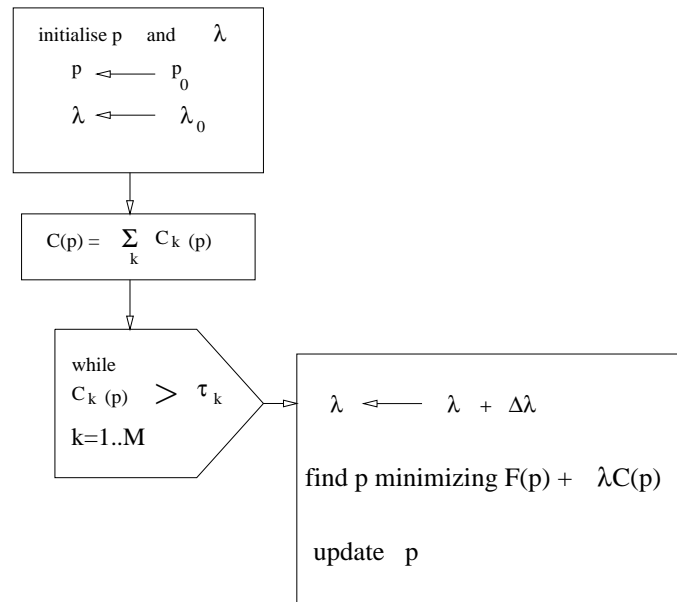 initialise p and λ
p ← p0
λ ← λ0
C(p) = Σk Ck (p)
while
Ck (p) > τk
k=1..M
λ ← λ + Δλ
find p minimizing F(p) + λC(p)
update p